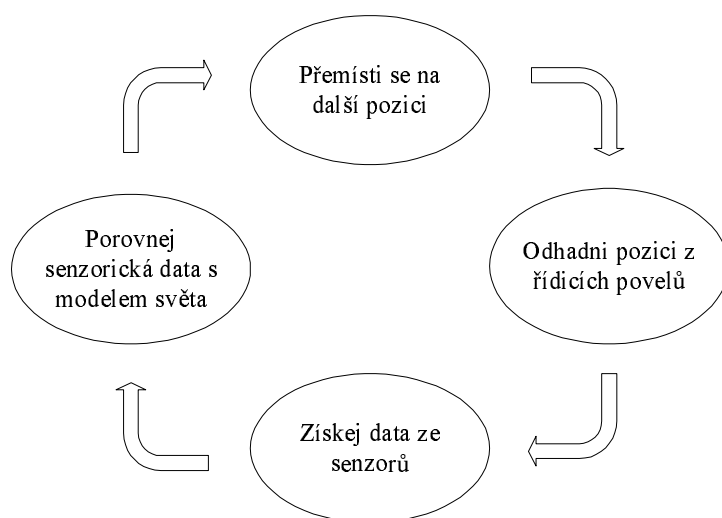 Přemísti se na
další pozici
Odhadni pozici z
řídicích povelů
Získej data ze
senzorů
Porovnej
senzorická data s
modelem světa